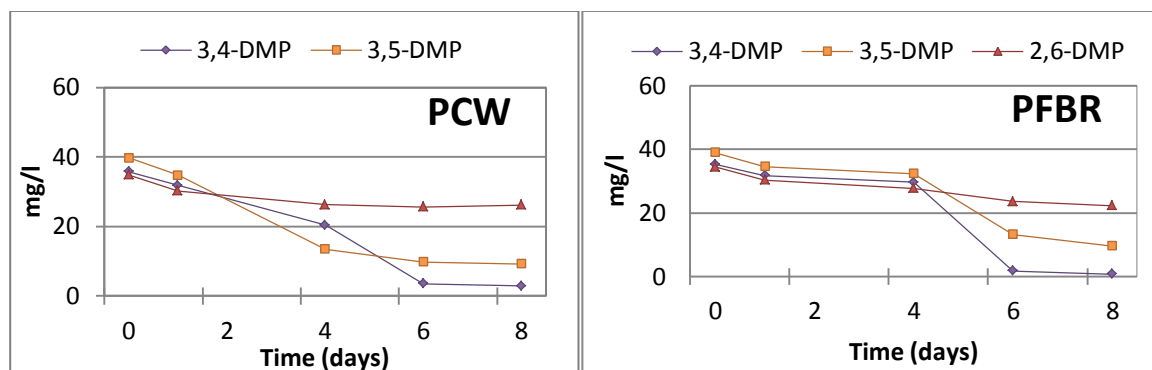 3,4-DMP 3,5-DMP
60
40
20
0
mg/l
PCW
0 2 4 6 8
Time (days)
3,4-DMP 3,5-DMP 2,6-DMP
60
40
20
0
mg/l
PFBR
0 2 4 6 8
Time (days)